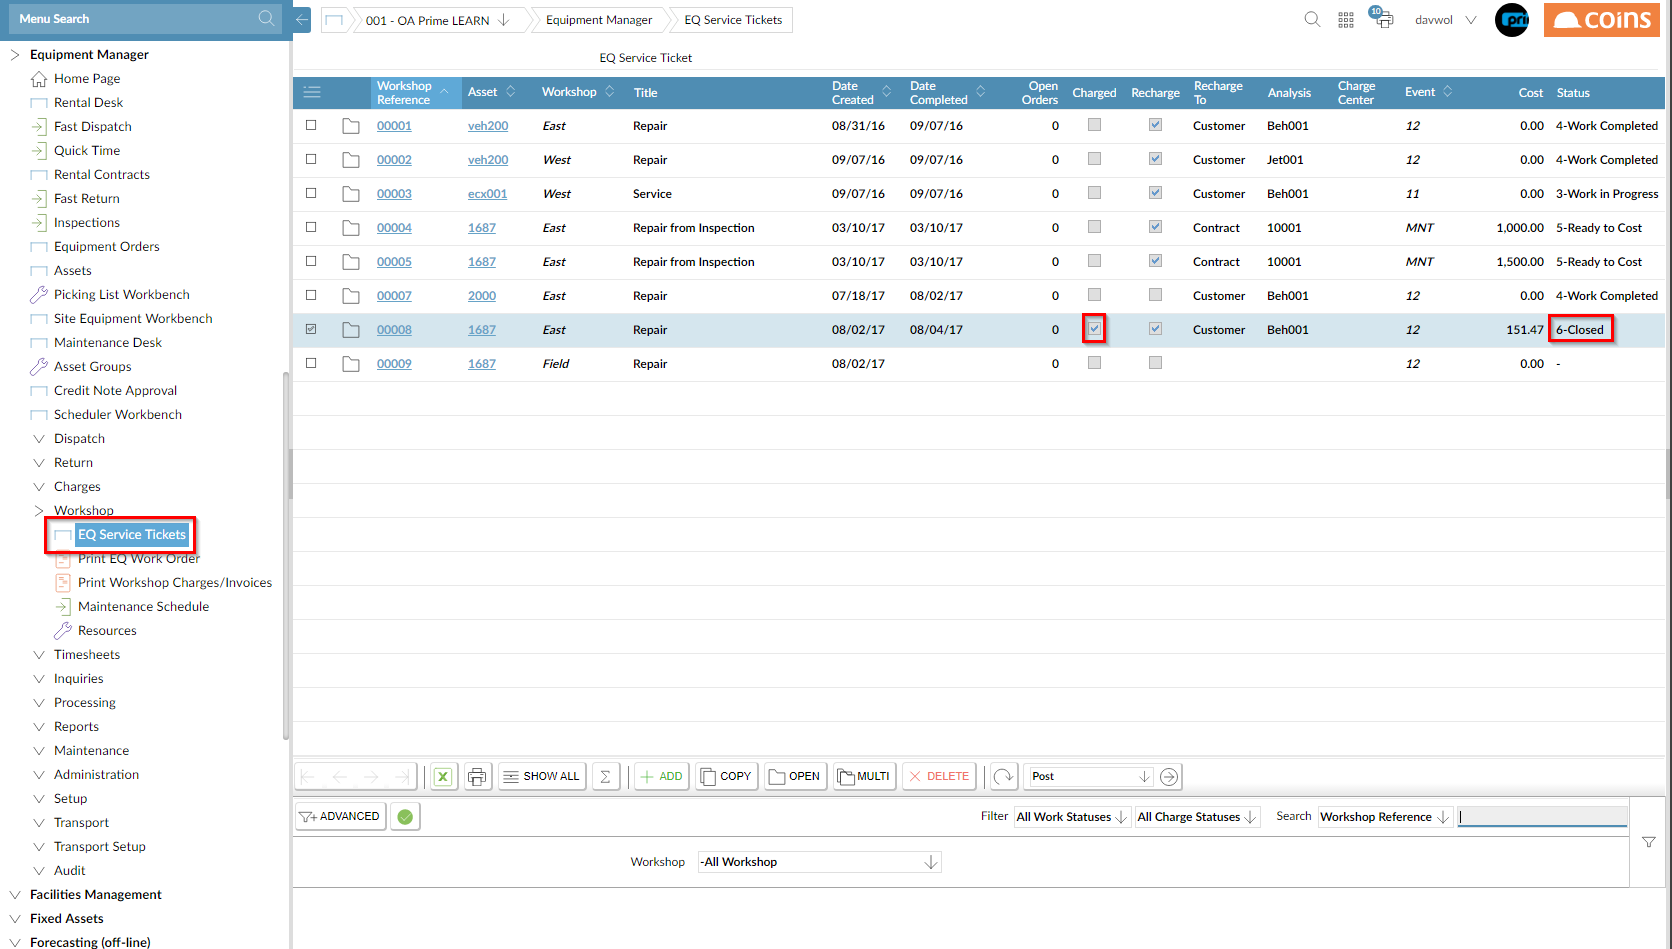 Menu Search
001 - OA Prime LEARN
Equipment Manager
EQ Service Tickets
10
davwol
pri
coins
Equipment Manager
Home Page
Rental Desk
Fast Dispatch
Quick Time
Rental Contracts
Fast Return
Inspections
Equipment Orders
Assets
Picking List Workbench
Site Equipment Workbench
Maintenance Desk
Asset Groups
Credit Note Approval
Scheduler Workbench
Dispatch
Return
Charges
Workshop
EQ Service Tickets
Print EQ Work Order
Print Workshop Charges/Invoices
Maintenance Schedule
Resources
Timesheets
Inquiries
Processing
Reports
Maintenance
Administration
Setup
Transport
Transport Setup
Audit
Facilities Management
Fixed Assets
Forecasting (off-line)
EQ Service Ticket
Workshop Reference Asset Workshop Title Date Created Date Completed Open Orders Charged Recharge Recharge To Analysis Charge Center Event Cost Status
00001 veh200 East Repair 08/31/16 09/07/16 0 Customer Beh001 12 0.00 4-Work Completed
00002 veh200 West Repair 09/07/16 09/07/16 0 Customer Jet001 12 0.00 4-Work Completed
00003 ecx001 West Service 09/07/16 09/07/16 0 Customer Beh001 11 0.00 3-Work in Progress
00004 1687 East Repair from Inspection 03/10/17 03/10/17 0 Contract 10001 MNT 1,000.00 5-Ready to Cost
00005 1687 East Repair from Inspection 03/10/17 03/10/17 0 Contract 10001 MNT 1,500.00 5-Ready to Cost
00007 2000 East Repair 07/18/17 08/02/17 0 Customer Beh001 12 0.00 4-Work Completed
00008 1687 East Repair 08/02/17 08/04/17 0 Customer Beh001 12 151.47 6-Closed
00009 1687 Field Repair 08/02/17 0 12 0.00 -
SHOW ALL Σ ADD COPY OPEN MULTI DELETE Post
ADVANCED Filter All Work Statuses All Charge Statuses Search Workshop Reference
Workshop -All Workshop